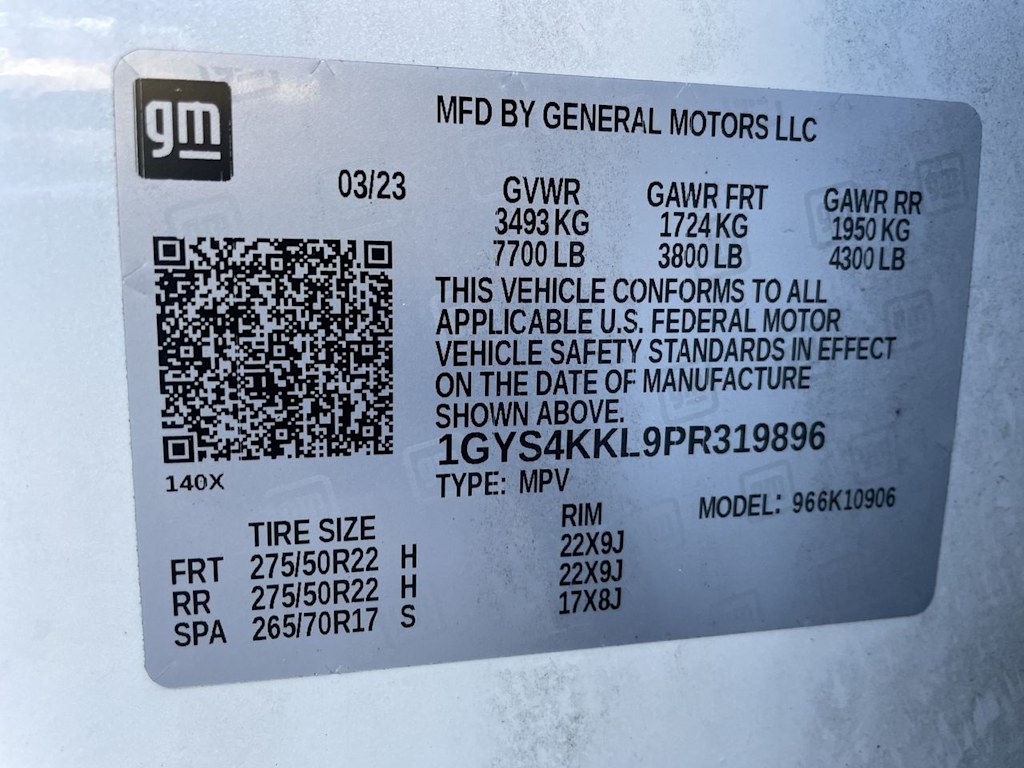 gm
MFD BY GENERAL MOTORS LLC
03/23 GVWR GAWR FRT GAWR RR
3493 KG 1724 KG 1950 KG
7700 LB 3800 LB 4300 LB
THIS VEHICLE CONFORMS TO ALL
APPLICABLE U.S. FEDERAL MOTOR
VEHICLE SAFETY STANDARDS IN EFFECT
ON THE DATE OF MANUFACTURE
SHOWN ABOVE.
1GYS4KKL9PR319896
140X
TYPE: MPV MODEL: 966K10906
TIRE SIZE RIM
FRT 275/50R22 H 22X9J
RR 275/50R22 H 22X9J
SPA 265/70R17 S 17X8J